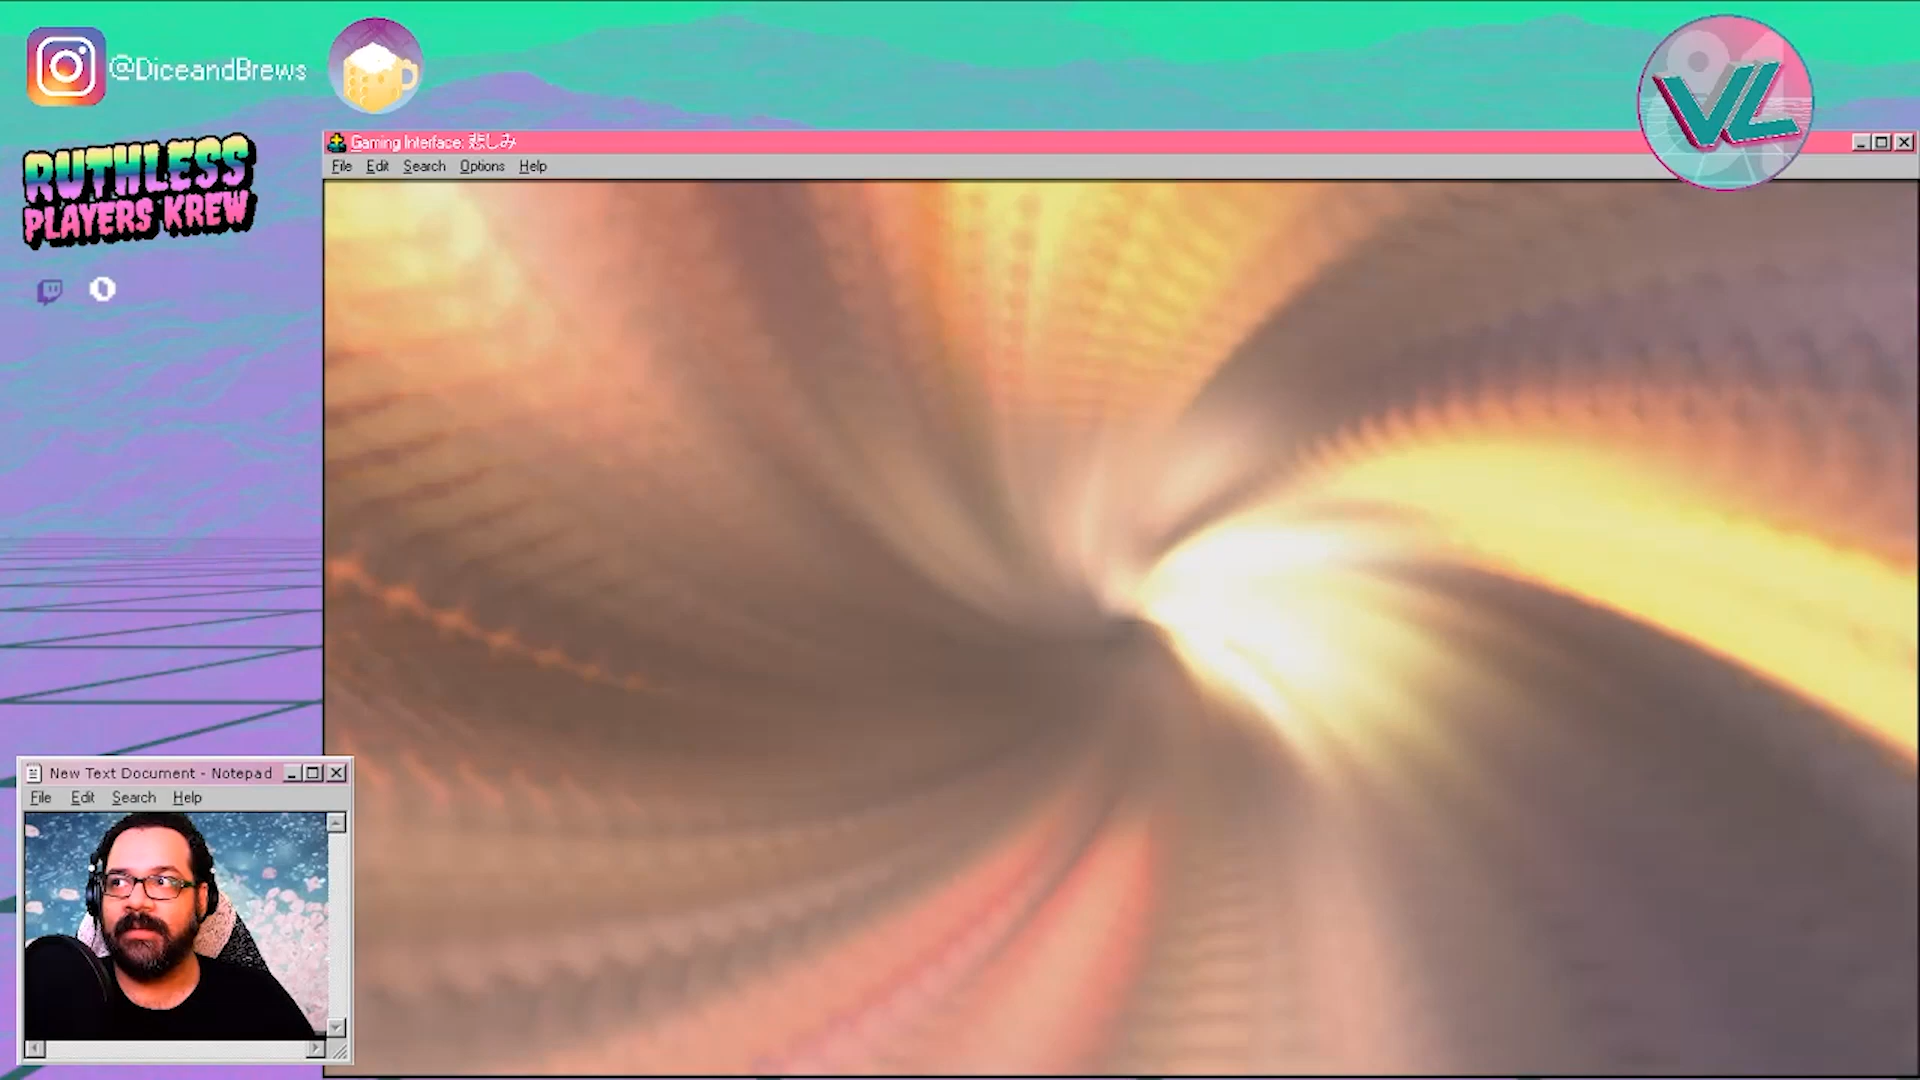 @DiceandBrews
RUTHLESS
PLAYERS KREW
VL
Gaming Interface: 悲しみ
File Edit Search Options Help
New Text Document - Notepad
File Edit Search Help